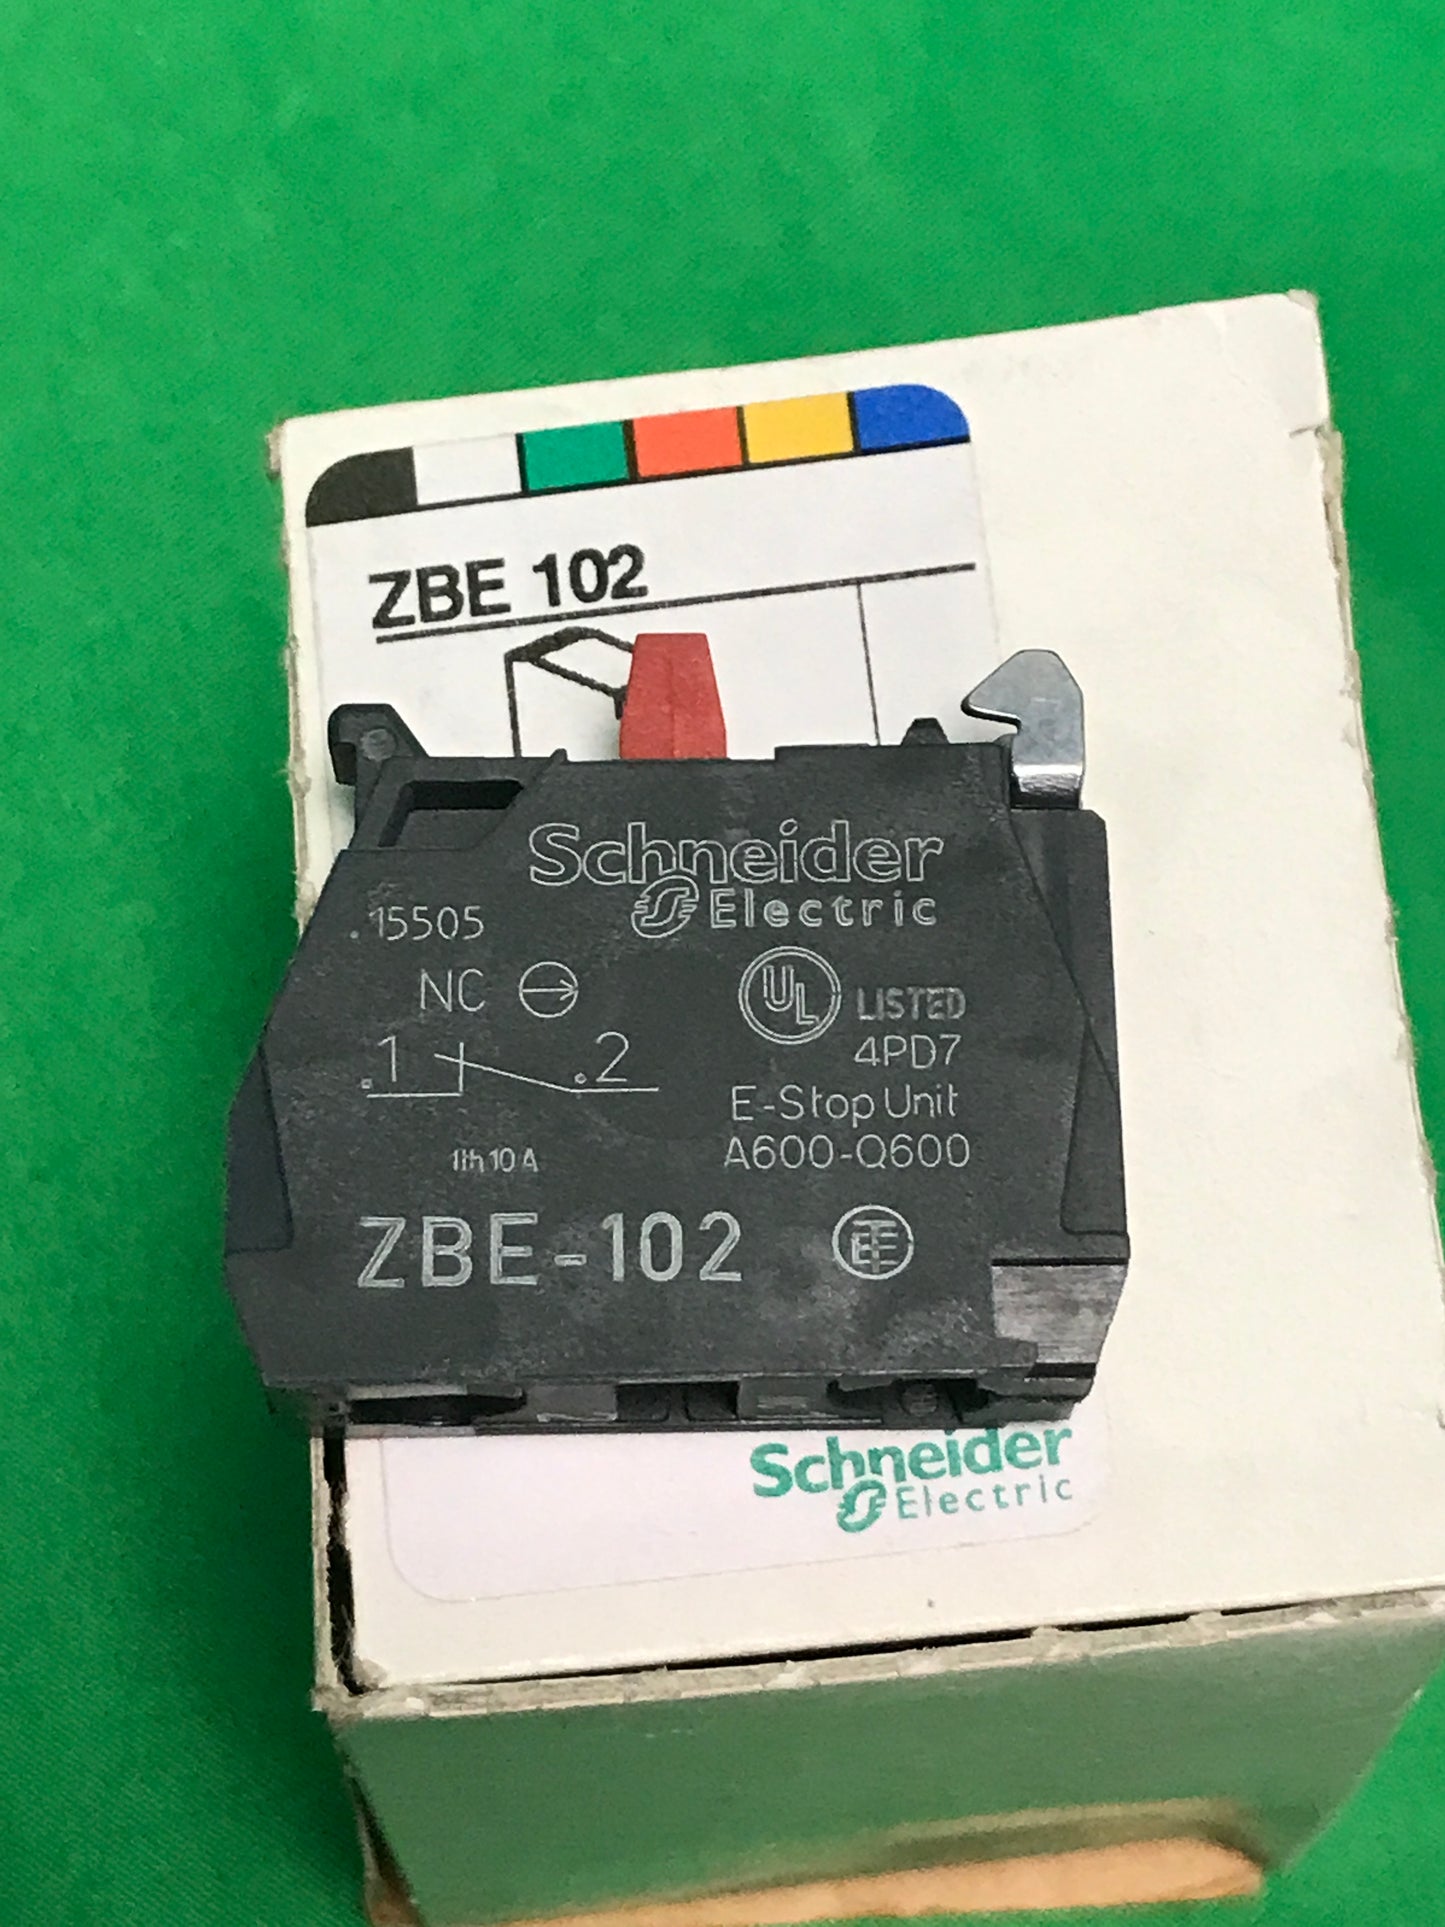 ZBE 102
Schneider
Electric
.15505
NC
UL LISTED
.1 .2
4PD7
E-Stop Unit
Ith 10 A
A600-Q600
ZBE-102
Schneider
Electric